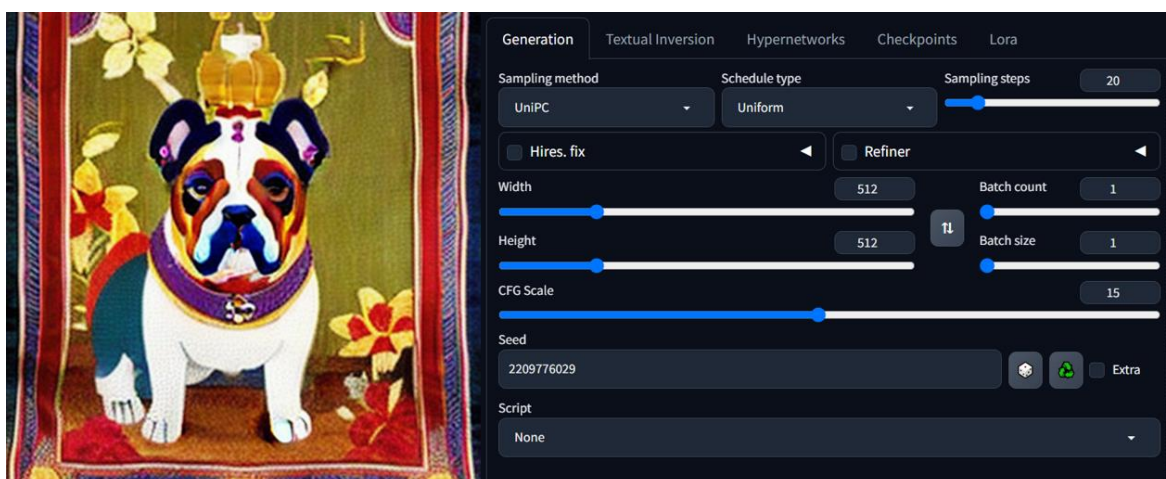 Generation Textual Inversion Hypernetworks Checkpoints Lora
Sampling method Schedule type Sampling steps 20
UniPC Uniform
Hires. fix Refiner
Width 512 Batch count 1
Height 512 Batch size 1
CFG Scale 15
Seed
2209776029 Extra
Script
None